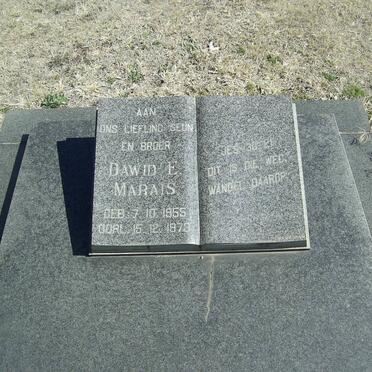 AAN
ONS LIEFLING SEUN
EN BROER
DAWID E.
MARAIS
GEB. 7. 10. 1955
OORL. 15. 12. 1973
JES. 30:21
DIT IS DIE WEG,
WANDEL DAAROP.